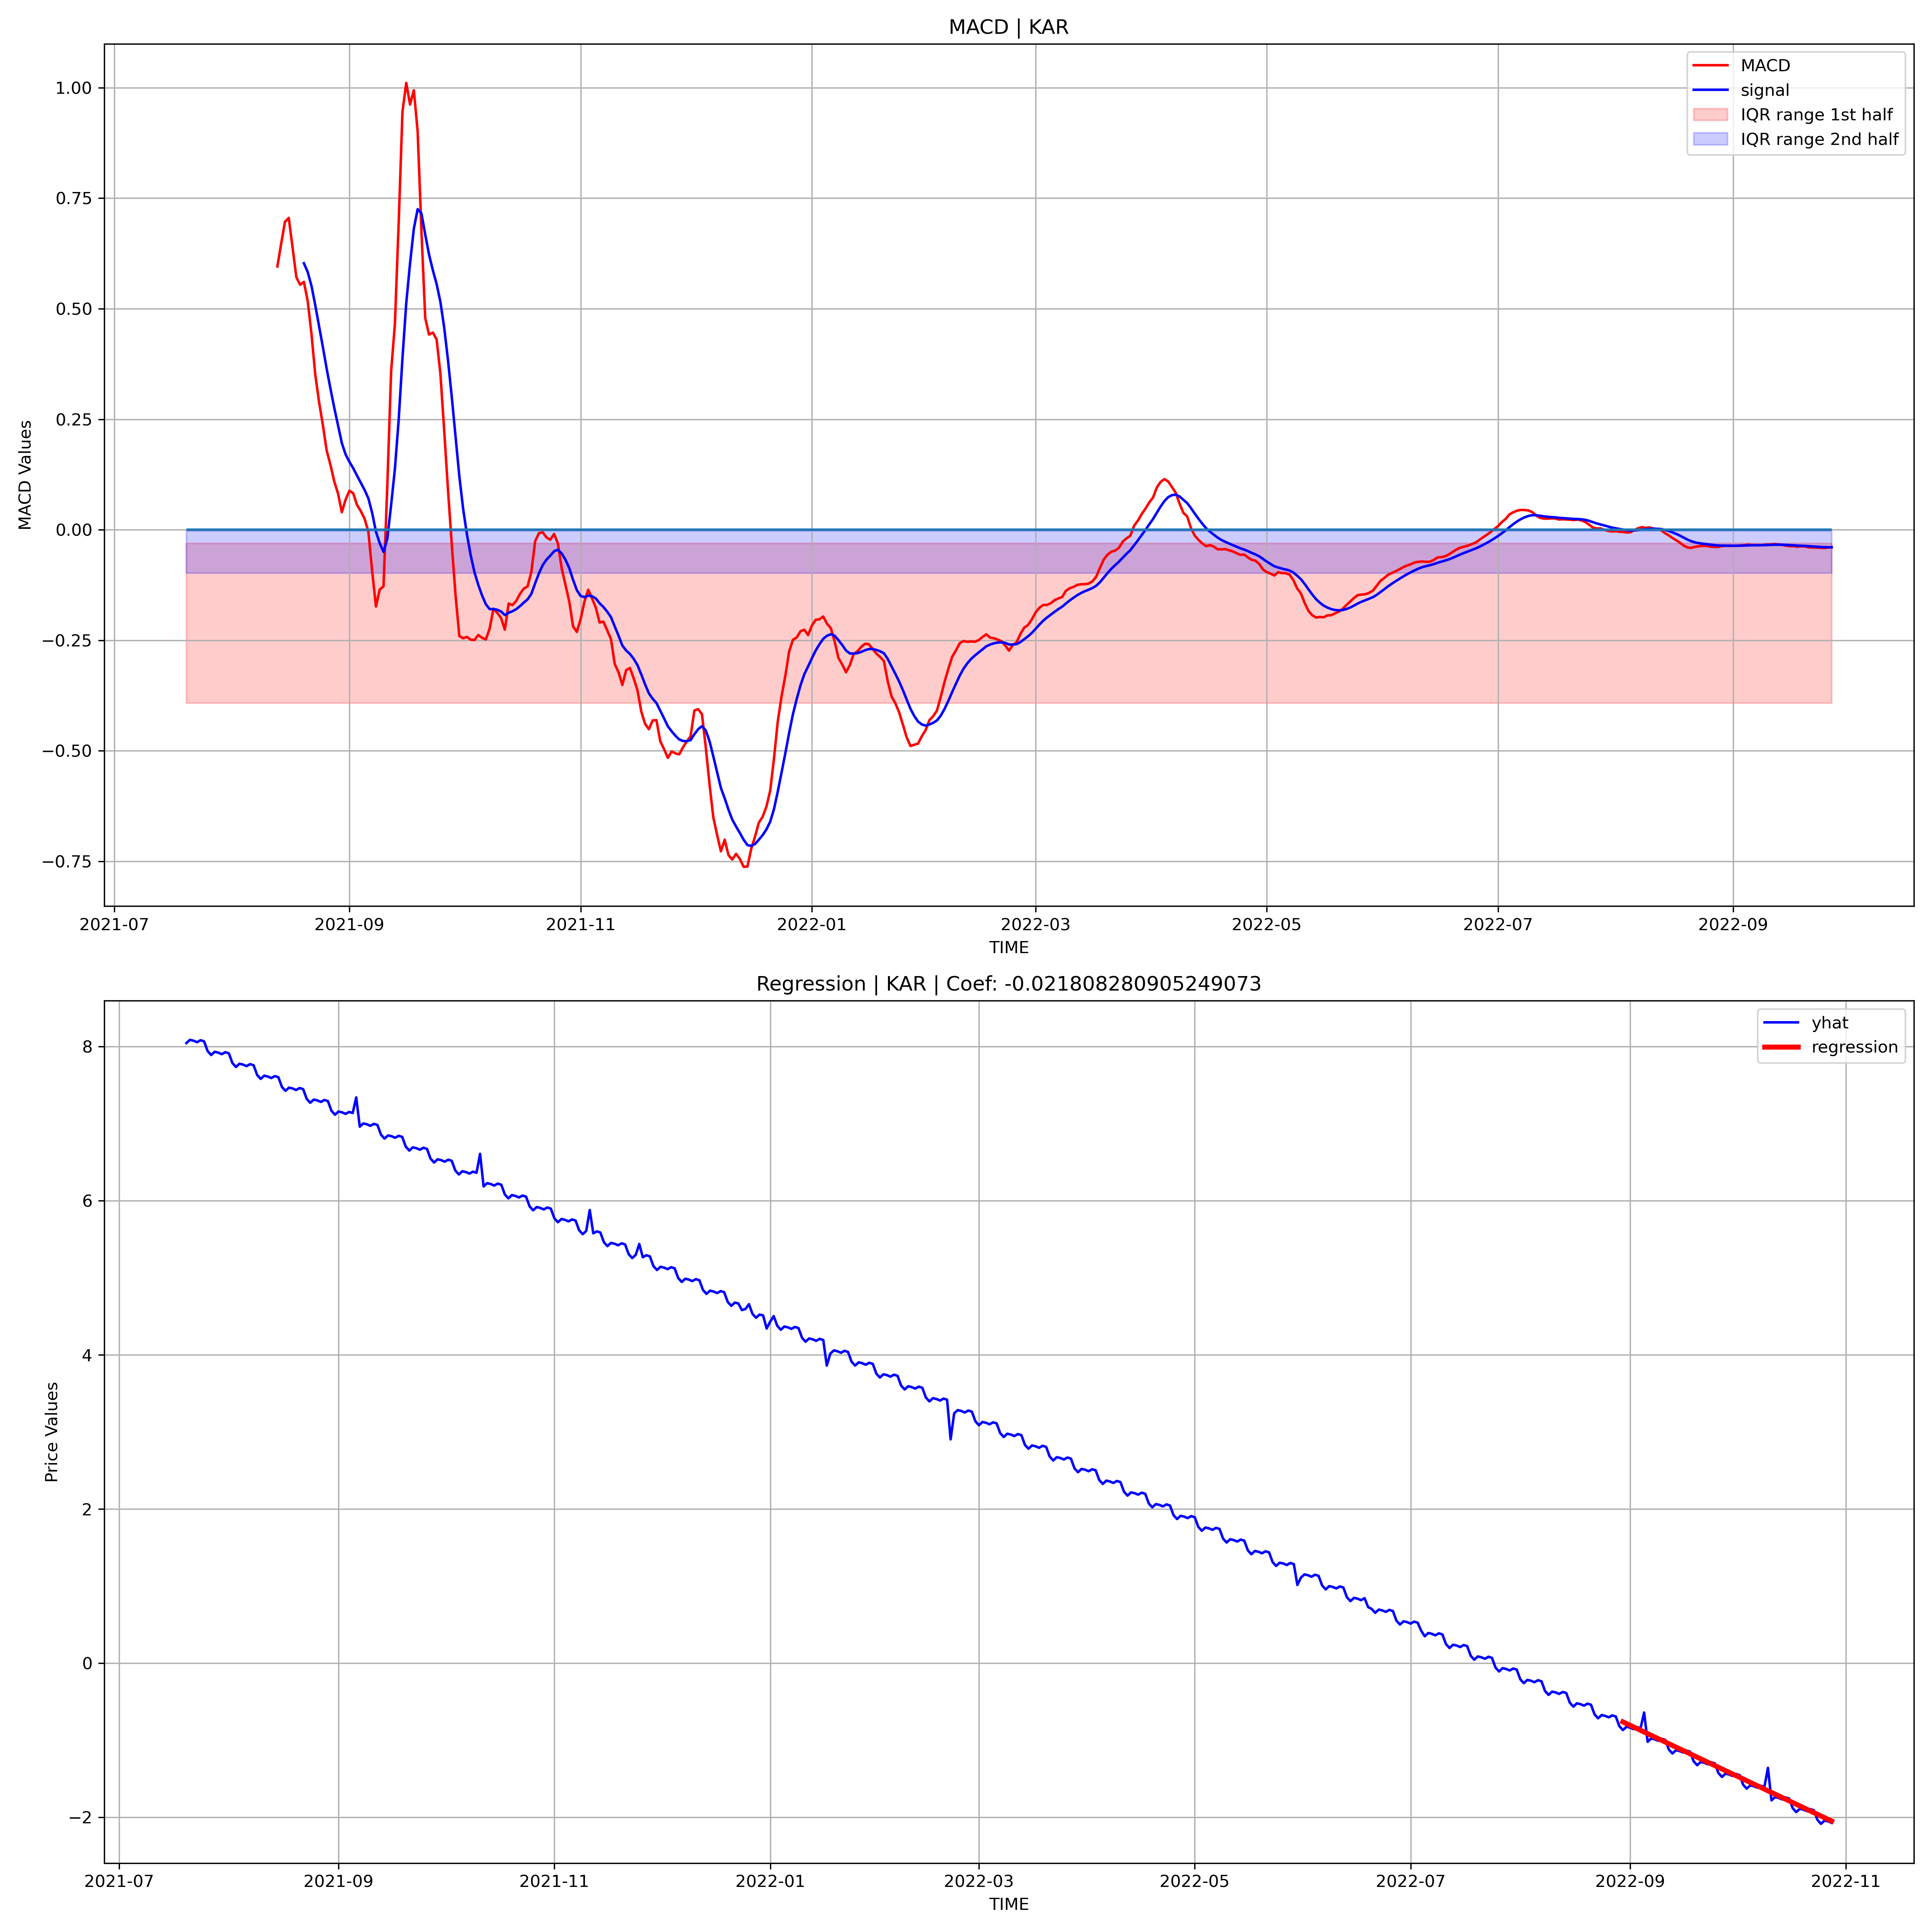 MACD | KAR
MACD
signal
IQR range 1st half
IQR range 2nd half
MACD Values
1.00
0.75
0.50
0.25
0.00
−0.25
−0.50
−0.75
2021-07 2021-09 2021-11 2022-01 2022-03 2022-05 2022-07 2022-09
TIME
Regression | KAR | Coef: -0.021808280905249073
yhat
regression
Price Values
8
6
4
2
0
−2
2021-07 2021-09 2021-11 2022-01 2022-03 2022-05 2022-07 2022-09 2022-11
TIME